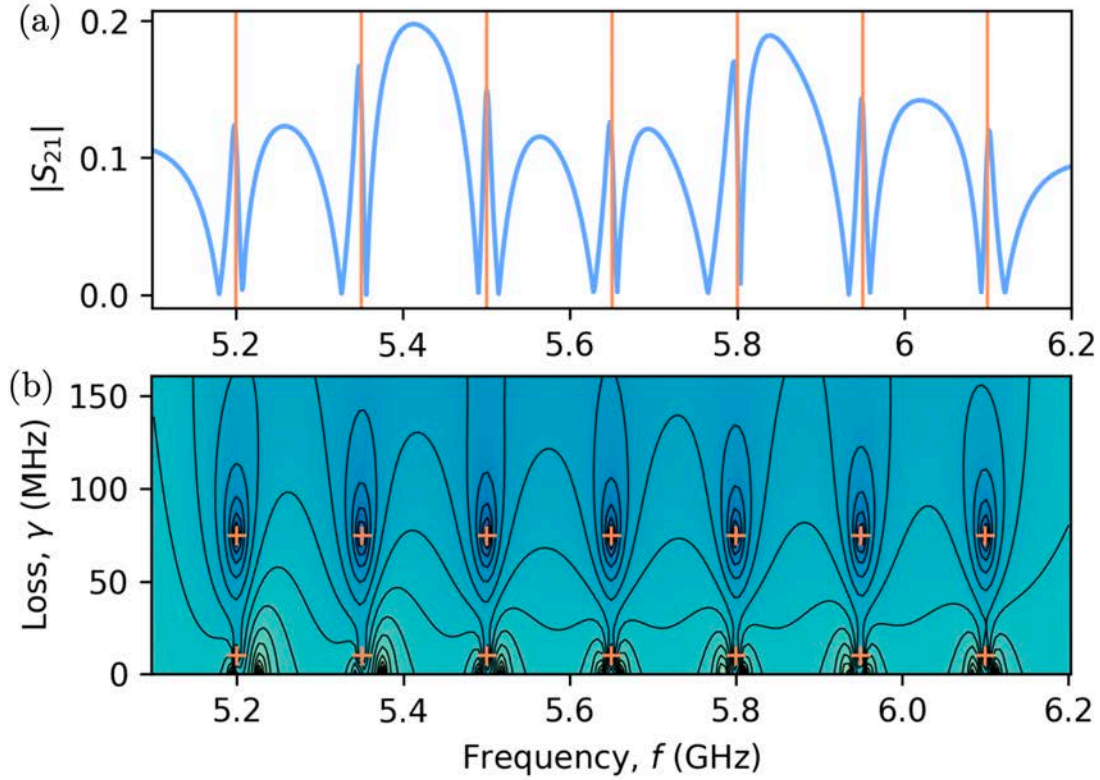 (a)
0.2
0.1
0.0
|S21|
5.2 5.4 5.6 5.8 6 6.2
(b)
150
100
50
0
Loss, γ (MHz)
5.2 5.4 5.6 5.8 6.0 6.2
Frequency, f (GHz)